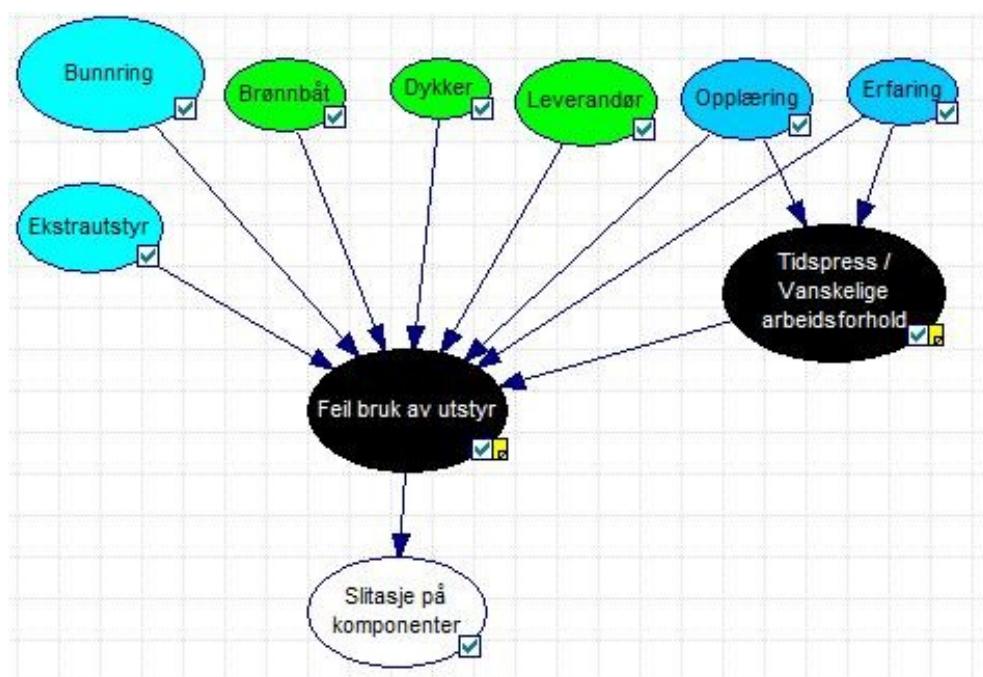 Bunnring
Brønnbåt
Dykker
Leverandør
Opplæring
Erfaring
Ekstrautstyr
Tidspress /
Vanskelige
arbeidsforhold
Feil bruk av utstyr
Slitasje på
komponenter